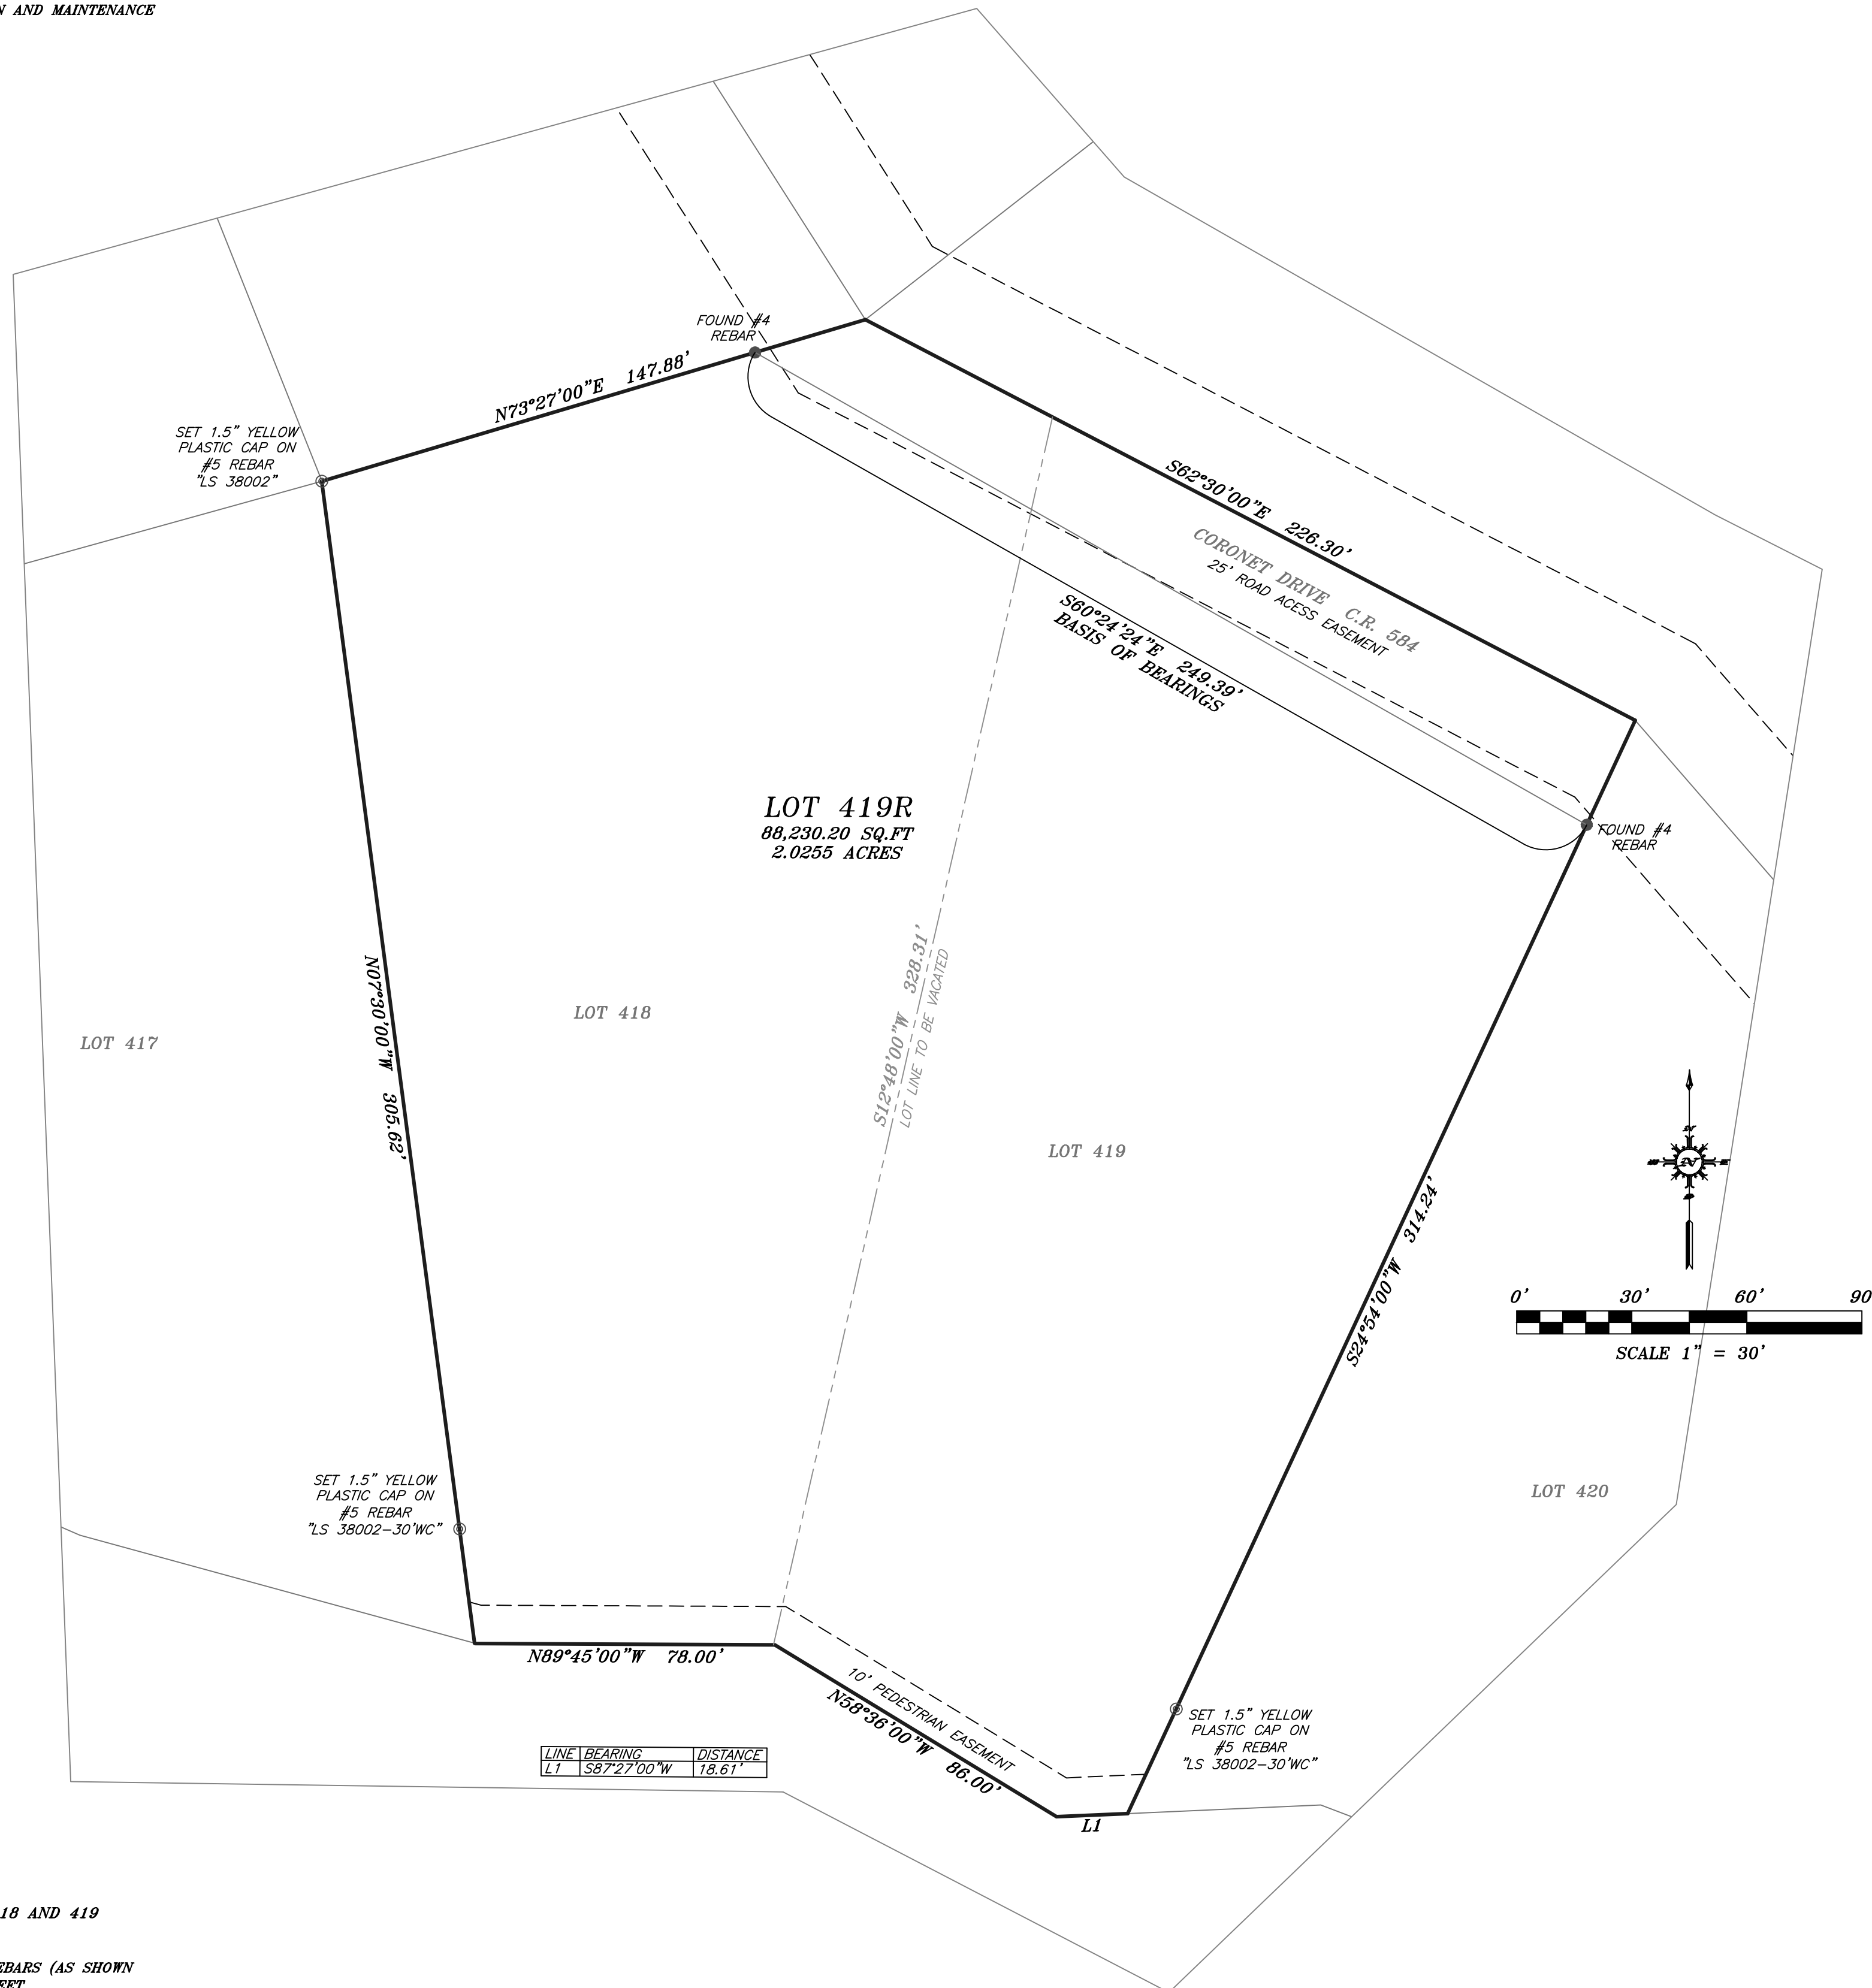 N AND MAINTENANCE
FOUND #4
REBAR
N73°27'00"E 147.88'
SET 1.5" YELLOW
PLASTIC CAP ON
#5 REBAR
"LS 38002"
S62°30'00"E 226.30'
CORONET DRIVE C.R. 584
25' ROAD ACESS EASEMENT
S60°24'24"E 249.39'
BASIS OF BEARINGS
LOT 419R
88,230.20 SQ.FT
2.0255 ACRES
FOUND #4
REBAR
N07°30'00"W 305.62'
S12°48'00"W 328.31'
LOT LINE TO BE VACATED
LOT 417
LOT 418
LOT 419
S24°54'00"W 314.24'
N
0' 30' 60' 90
SCALE 1" = 30'
SET 1.5" YELLOW
PLASTIC CAP ON
#5 REBAR
"LS 38002-30'WC"
LOT 420
N89°45'00"W 78.00'
10' PEDESTRIAN EASEMENT
N58°36'00"W 86.00'
SET 1.5" YELLOW
PLASTIC CAP ON
#5 REBAR
"LS 38002-30'WC"
LINE BEARING DISTANCE
L1 S87°27'00"W 18.61'
L1
18 AND 419
EBARS (AS SHOWN